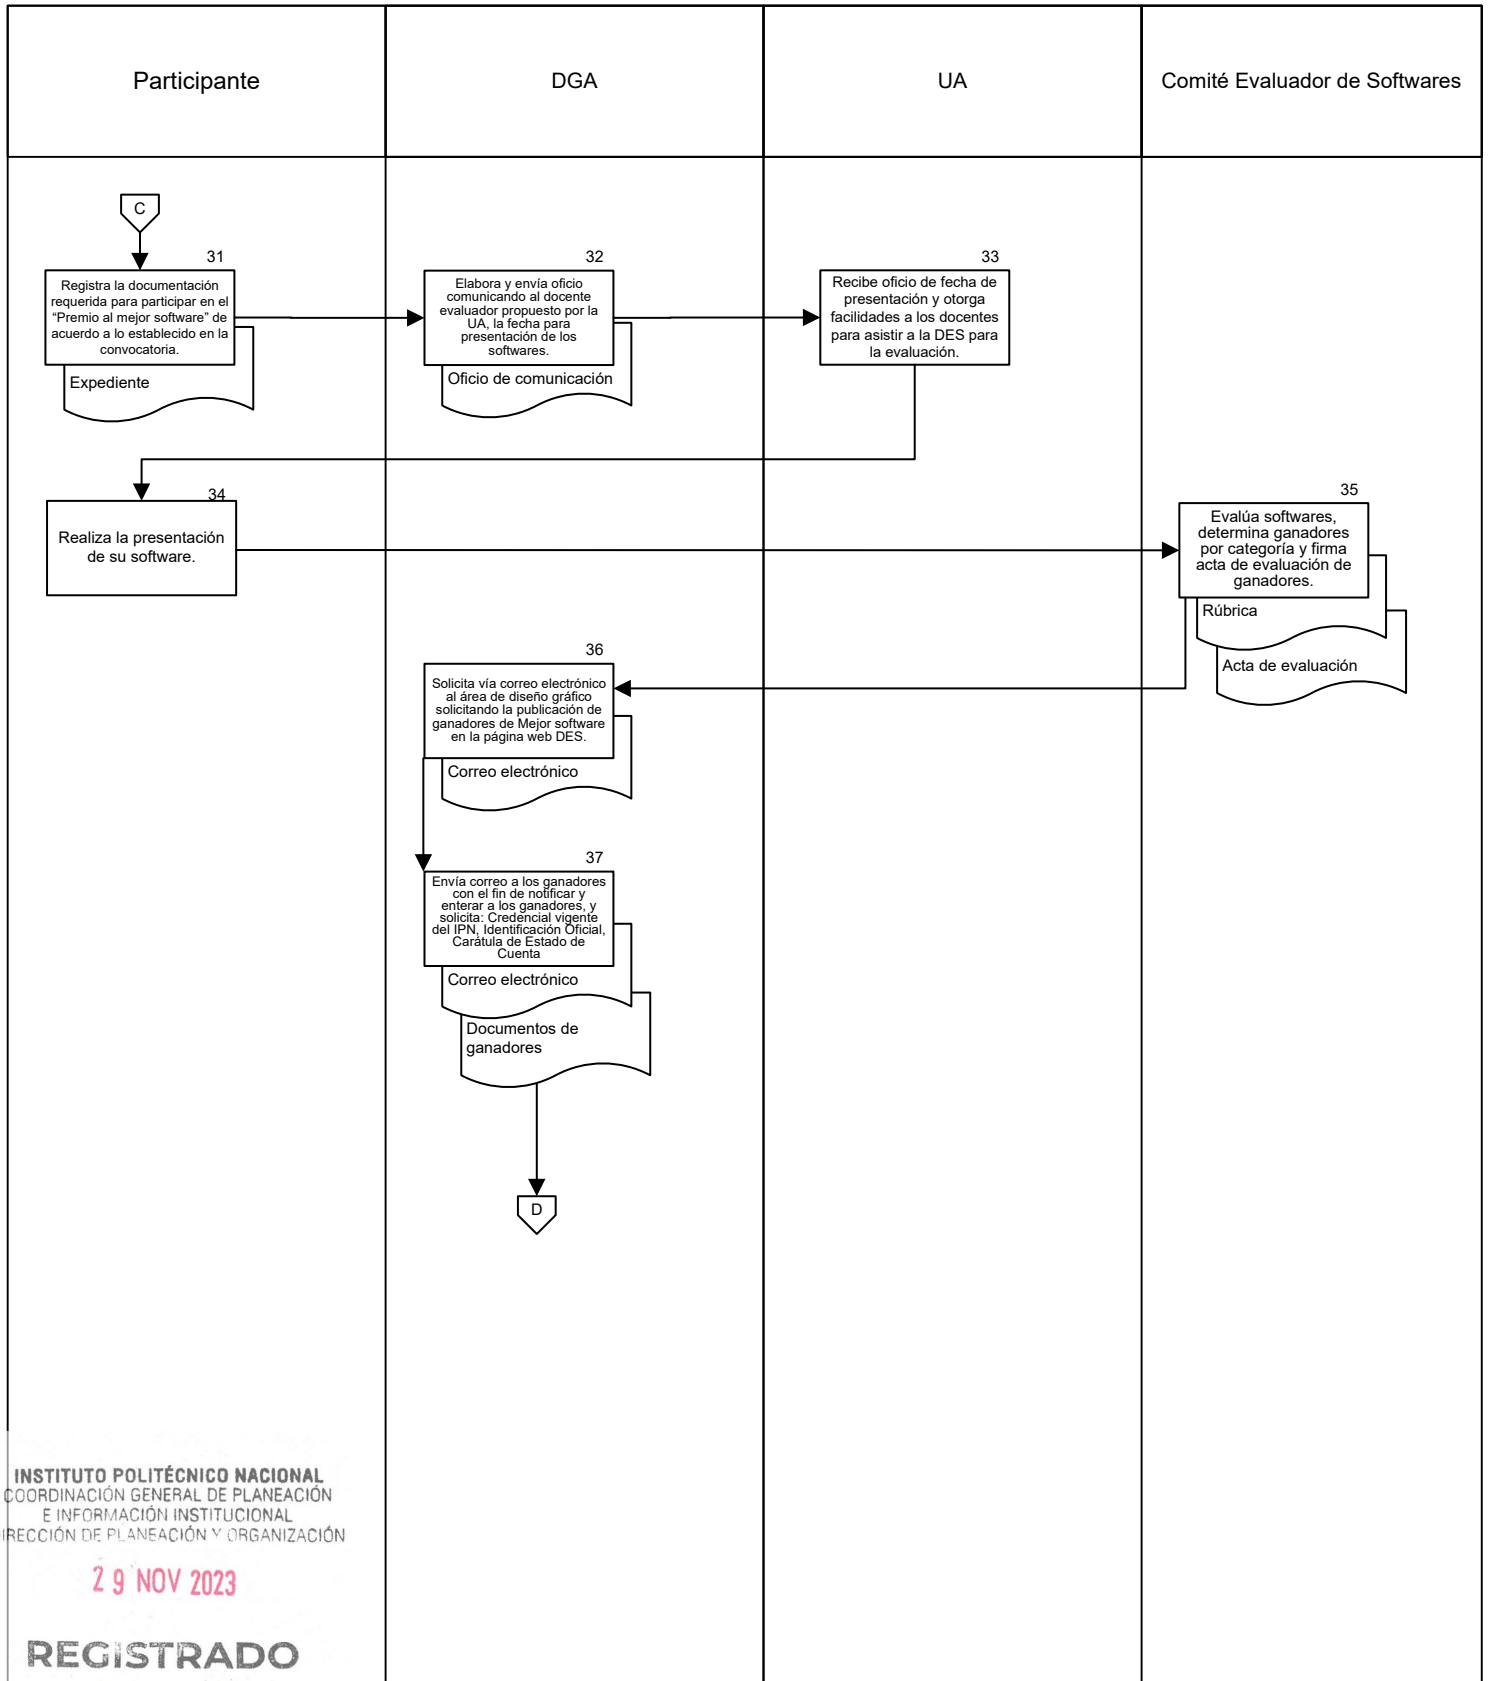 Participante
DGA
UA
Comité Evaluador de Softwares
C
31
Registra la documentación
requerida para participar en el
“Premio al mejor software” de
acuerdo a lo establecido en la
convocatoria.
Expediente
32
Elabora y envía oficio
comunicando al docente
evaluador propuesto por la
UA, la fecha para
presentación de los
softwares.
Oficio de comunicación
33
Recibe oficio de fecha de
presentación y otorga
facilidades a los docentes
para asistir a la DES para
la evaluación.
34
Realiza la presentación
de su software.
35
Evalúa softwares,
determina ganadores
por categoría y firma
acta de evaluación de
ganadores.
Rúbrica
Acta de evaluación
36
Solicita vía correo electrónico
al área de diseño gráfico
solicitando la publicación de
ganadores de Mejor software
en la página web DES.
Correo electrónico
37
Envía correo a los ganadores
con el fin de notificar y
enterar a los ganadores, y
solicita: Credencial vigente
del IPN, Identificación Oficial,
Carátula de Estado de
Cuenta
Correo electrónico
Documentos de
ganadores
D
INSTITUTO POLITÉCNICO NACIONAL
COORDINACIÓN GENERAL DE PLANEACIÓN
E INFORMACIÓN INSTITUCIONAL
IRECCIÓN DE PLANEACIÓN Y ORGANIZACIÓN
29 NOV 2023
REGISTRADO